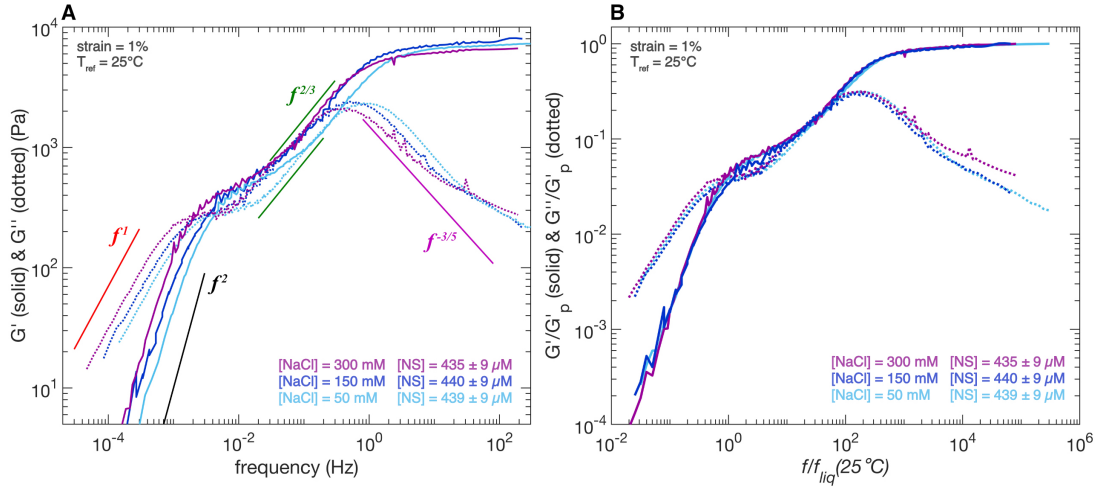 A
strain = 1%
T_ref = 25°C
f^2/3
f^1
f^2
f^-3/5
[NaCl] = 300 mM [NS] = 435 ± 9 µM
[NaCl] = 150 mM [NS] = 440 ± 9 µM
[NaCl] = 50 mM [NS] = 439 ± 9 µM
G' (solid) & G'' (dotted) (Pa)
10^4
10^3
10^2
10^1
10^-4 10^-2 10^0 10^2
frequency (Hz)
B
strain = 1%
T_ref = 25°C
[NaCl] = 300 mM [NS] = 435 ± 9 µM
[NaCl] = 150 mM [NS] = 440 ± 9 µM
[NaCl] = 50 mM [NS] = 439 ± 9 µM
G'/G'_p (solid) & G''/G'_p (dotted)
10^0
10^-1
10^-2
10^-3
10^-4
10^-2 10^0 10^2 10^4 10^6
f/f_liq(25°C)